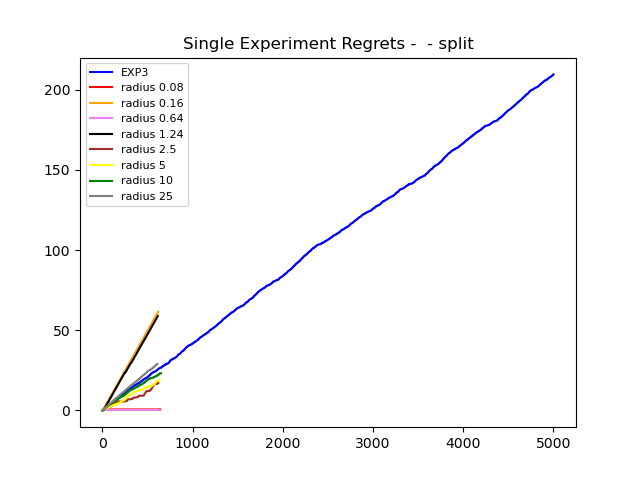 Single Experiment Regrets -  - split
EXP3
radius 0.08
radius 0.16
radius 0.64
radius 1.24
radius 2.5
radius 5
radius 10
radius 25
200
150
100
50
0
0 1000 2000 3000 4000 5000